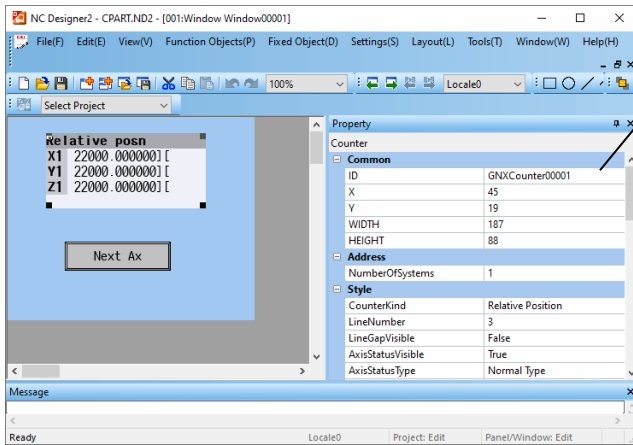 NC Designer2 - CPART.ND2 - [001:Window Window00001]
File(F) Edit(E) View(V) Function Objects(P) Fixed Object(D) Settings(S) Layout(L) Tools(T) Window(W) Help(H)
100% Locale0
Select Project
Relative posn
X1 22000.000000][
Y1 22000.000000][
Z1 22000.000000][
Next Ax
Property
Counter
Common
ID GNXCounter00001
X 45
Y 19
WIDTH 187
HEIGHT 88
Address
NumberOfSystems 1
Style
CounterKind Relative Position
LineNumber 3
LineGapVisible False
AxisStatusVisible True
AxisStatusType Normal Type
Message
Ready Locale0 Project: Edit Panel/Window: Edit